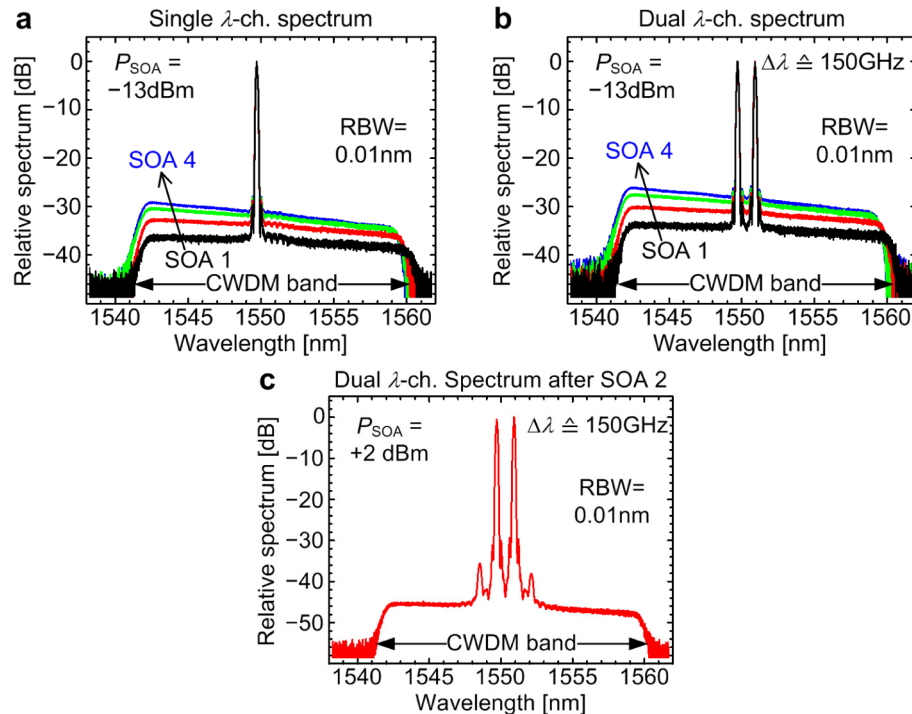 a Single λ-ch. spectrum
Relative spectrum [dB]
0
−10
−20
−30
−40
P_SOA =
−13dBm
RBW=
0.01nm
SOA 4
SOA 1
CWDM band
1540 1545 1550 1555 1560
Wavelength [nm]
b Dual λ-ch. spectrum
Relative spectrum [dB]
0
−10
−20
−30
−40
P_SOA =
−13dBm
Δλ ≙ 150GHz
RBW=
0.01nm
SOA 4
SOA 1
CWDM band
1540 1545 1550 1555 1560
Wavelength [nm]
c Dual λ-ch. Spectrum after SOA 2
Relative spectrum [dB]
0
−10
−20
−30
−40
−50
P_SOA =
+2 dBm
Δλ ≙ 150GHz
RBW=
0.01nm
CWDM band
1540 1545 1550 1555 1560
Wavelength [nm]